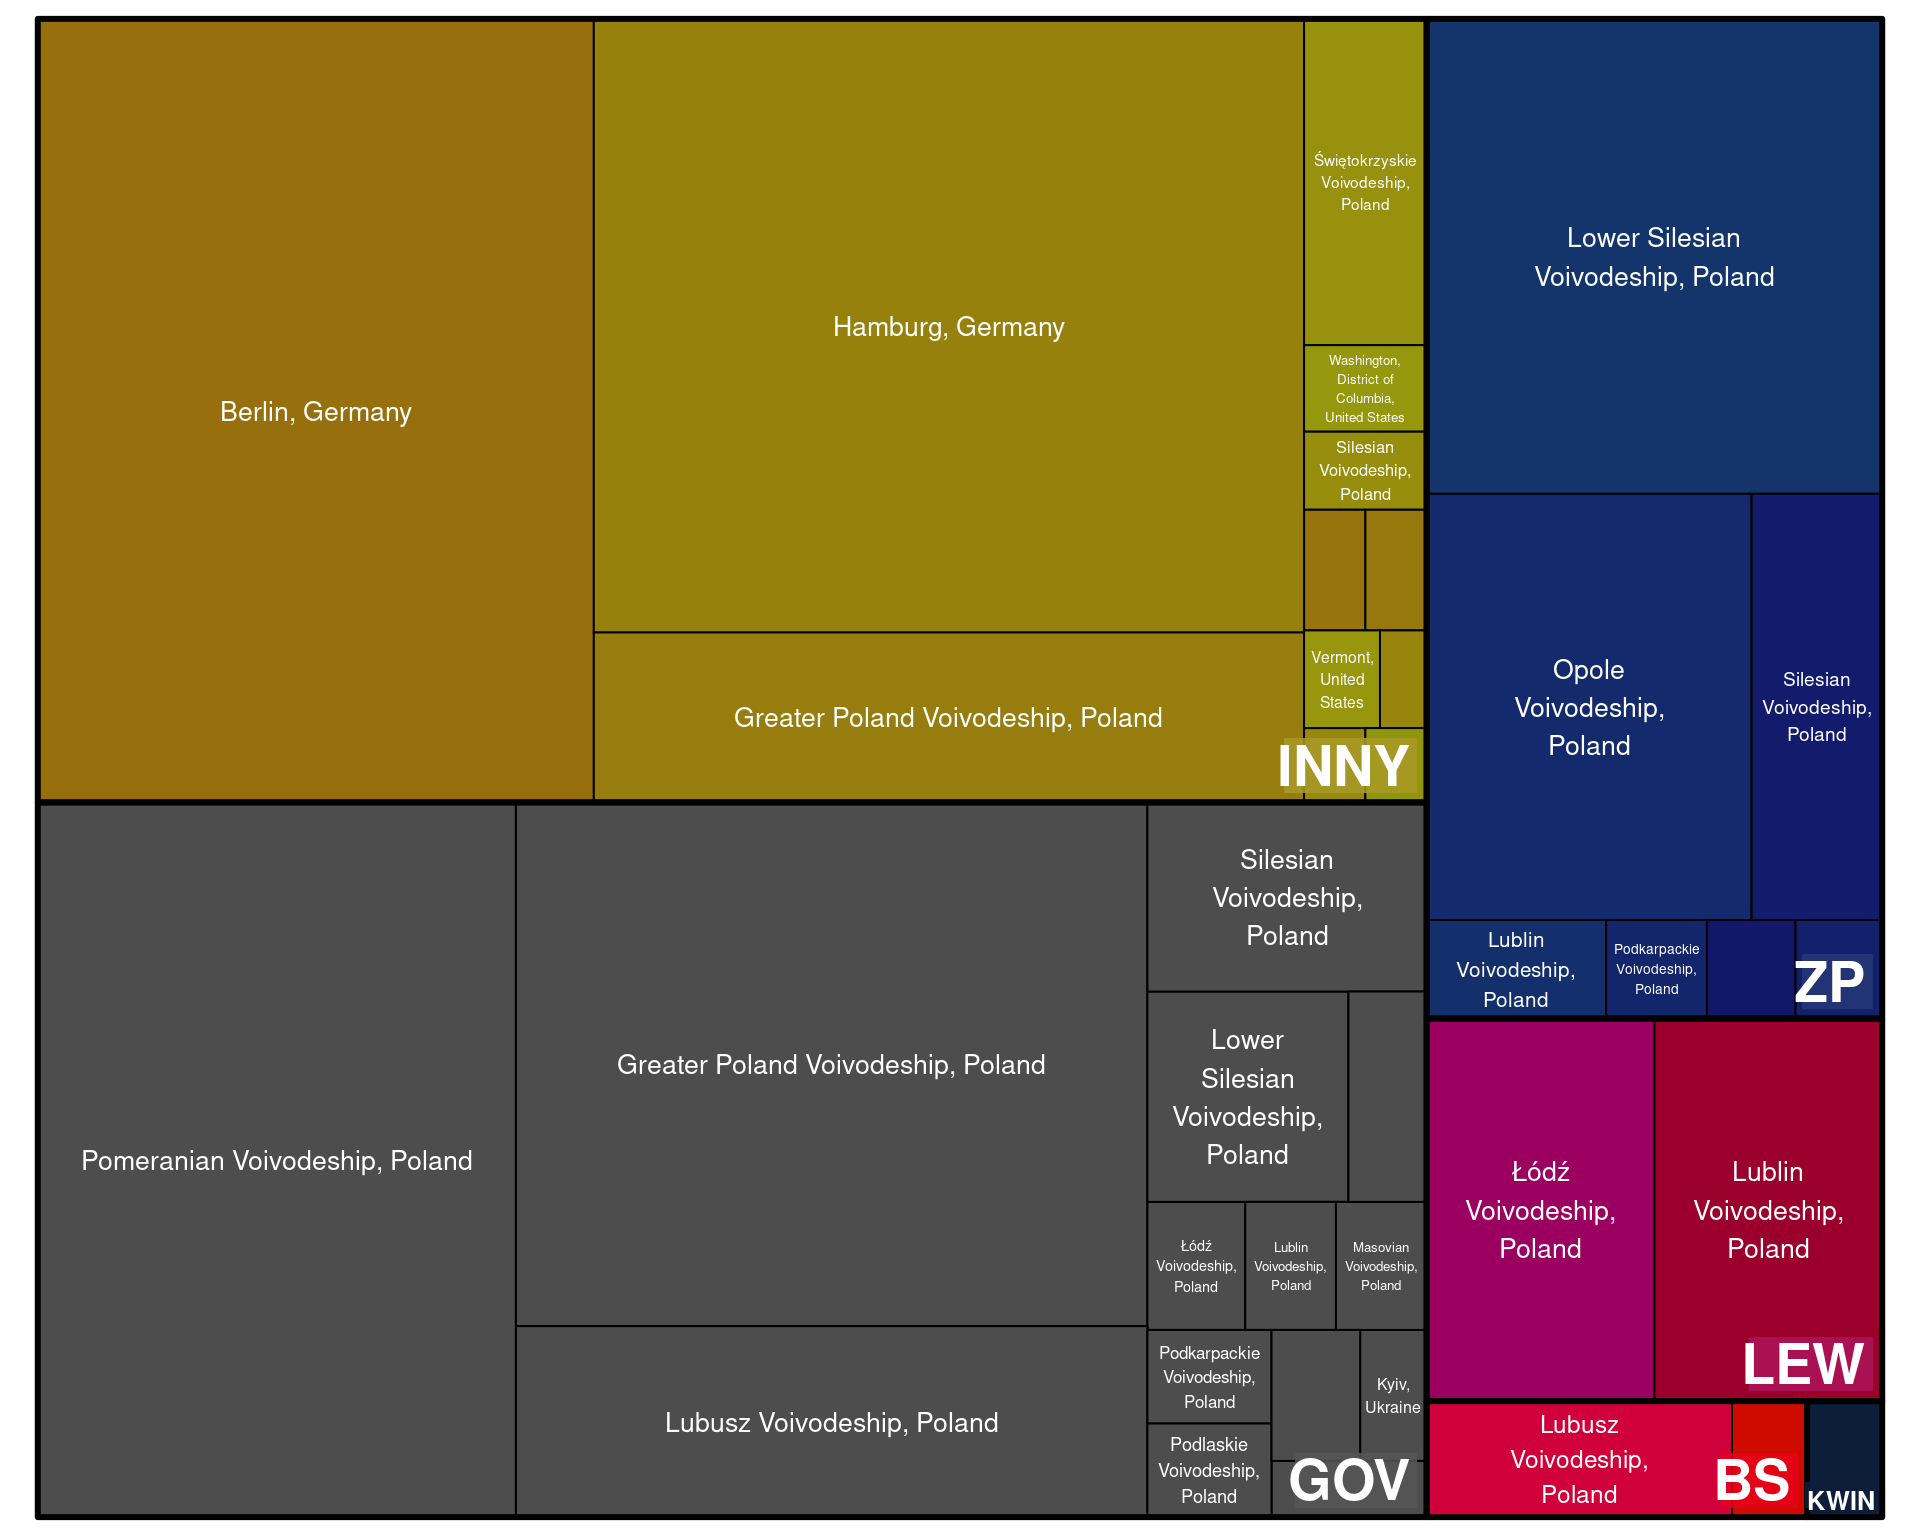 Berlin, Germany
Hamburg, Germany
Greater Poland Voivodeship, Poland
Świętokrzyskie
Voivodeship,
Poland
Washington,
District of
Columbia,
United States
Silesian
Voivodeship,
Poland
Vermont,
United
States
INNY
Pomeranian Voivodeship, Poland
Greater Poland Voivodeship, Poland
Lubusz Voivodeship, Poland
Silesian
Voivodeship,
Poland
Lower
Silesian
Voivodeship,
Poland
Łódź
Voivodeship,
Poland
Lublin
Voivodeship,
Poland
Masovian
Voivodeship,
Poland
Podkarpackie
Voivodeship,
Poland
Podlaskie
Voivodeship,
Poland
Kyiv,
Ukraine
GOV
Lower Silesian
Voivodeship, Poland
Opole
Voivodeship,
Poland
Silesian
Voivodeship,
Poland
Lublin
Voivodeship,
Poland
Podkarpackie
Voivodeship,
Poland
ZP
Łódź
Voivodeship,
Poland
Lublin
Voivodeship,
Poland
LEW
Lubusz
Voivodeship,
Poland
BS
KWIN